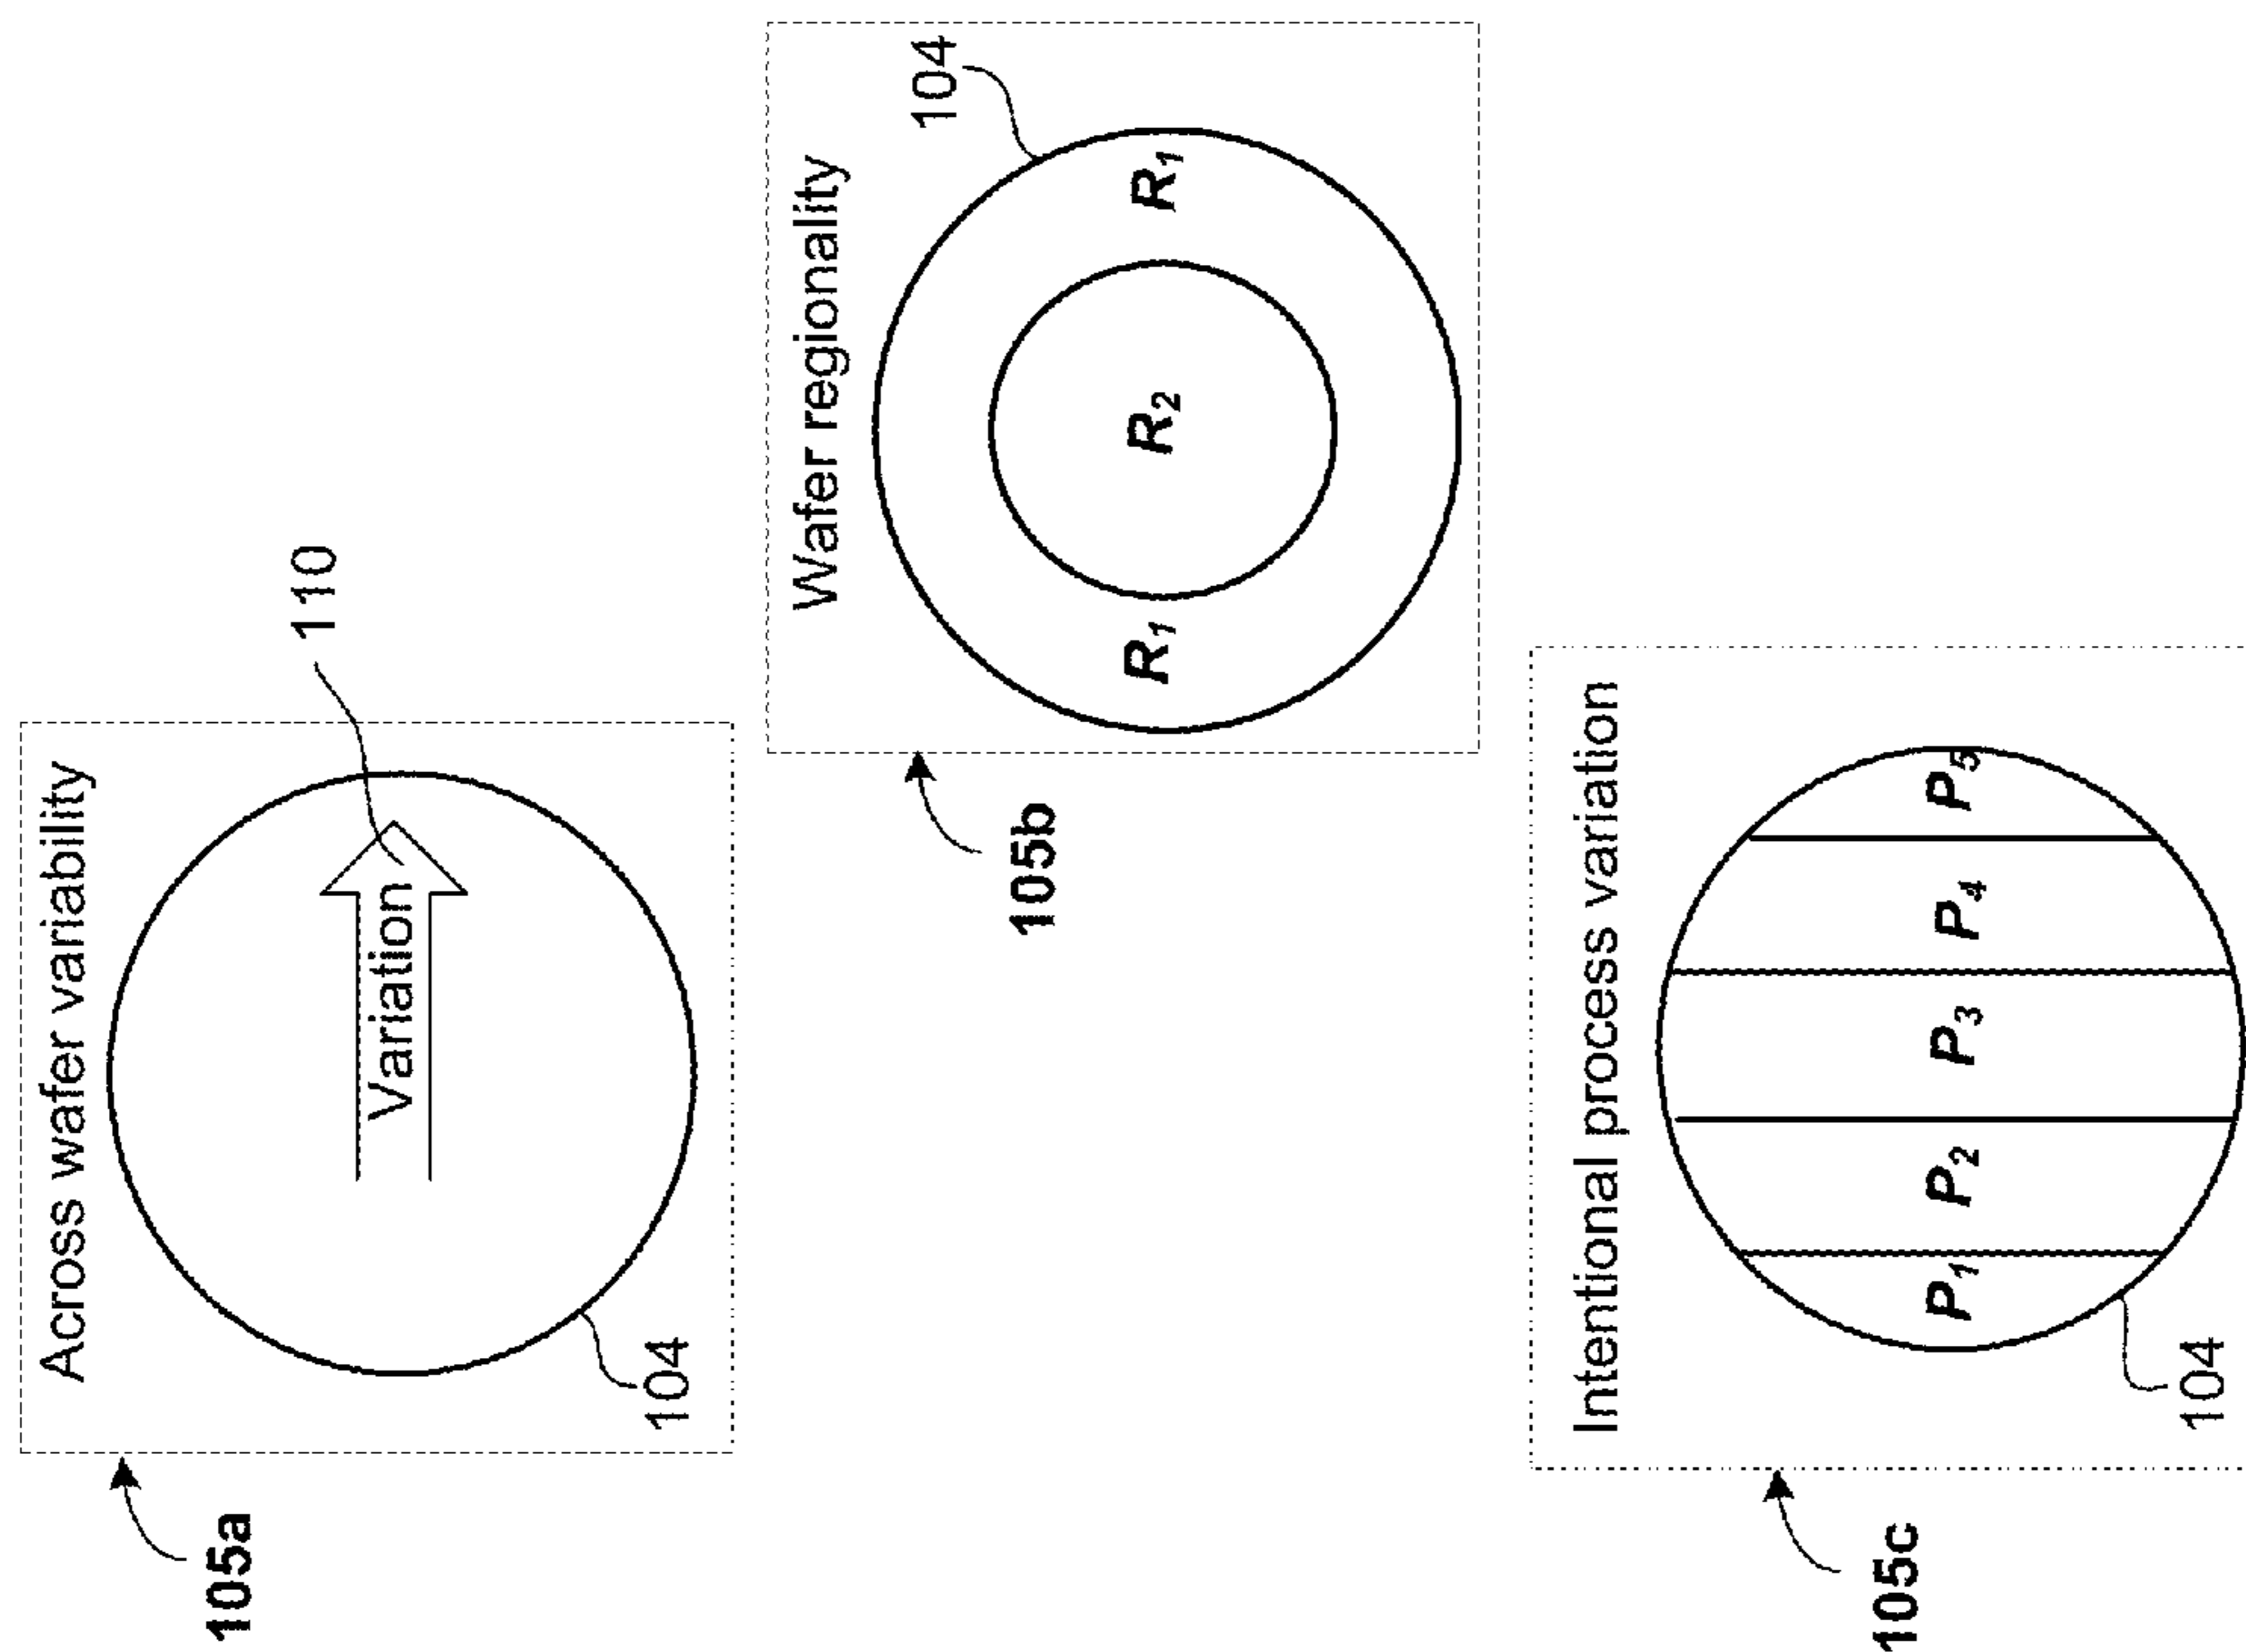 105a
Across wafer variability
Variation
110
104
105b
Wafer regionality
104
R1
R2
R1
105c
Intentional process variation
P1
P2
P3
P4
P5
104